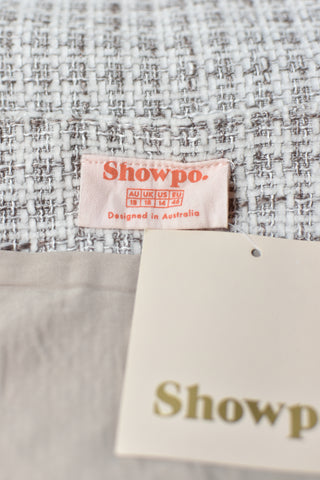 Showpo.
AU UK US EU
18 18 14 46
Designed in Australia
Showp